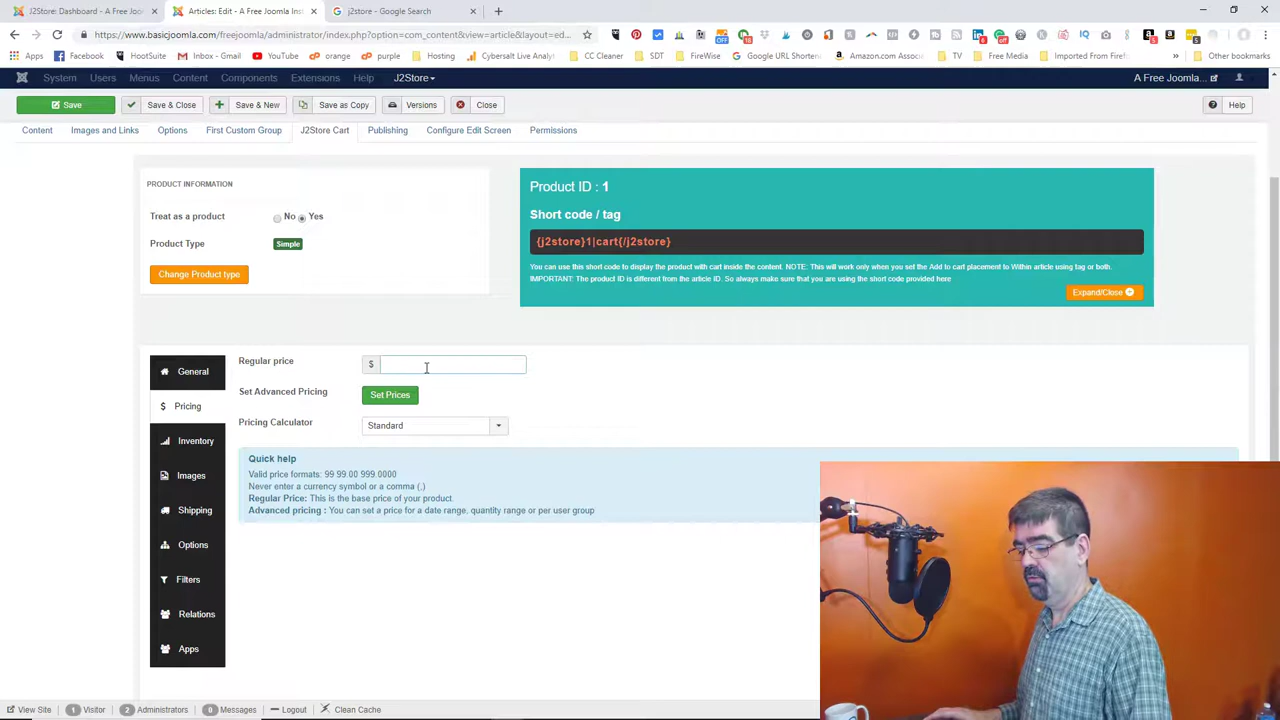 J2Store: Dashboard - A Free Joo
Articles: Edit - A Free Joomla Inst
j2store - Google Search
https://www.basicjoomla.com/freejoomla/administrator/index.php?option=com_content&view=article&layout=ed...
Apps Facebook HootSuite Inbox - Gmail YouTube orange purple Hosting Cybersalt Live Analy CC Cleaner SDT FireWise Google URL Shortene Amazon.com Associ TV Free Media Imported From Firefo Other bookmarks
System Users Menus Content Components Extensions Help J2Store A Free Joomla...
Save Save & Close Save & New Save as Copy Versions Close Help
Content Images and Links Options First Custom Group J2Store Cart Publishing Configure Edit Screen Permissions
PRODUCT INFORMATION
Treat as a product No Yes
Product Type Simple
Change Product type
Product ID : 1
Short code / tag
{j2store}1|cart{/j2store}
You can use this short code to display the product with cart inside the content. NOTE: This will work only when you set the Add to cart placement to Within article using tag or both.
IMPORTANT: The product ID is different from the article ID. So always make sure that you are using the short code provided here
Expand/Close
General
Pricing
Inventory
Images
Shipping
Options
Filters
Relations
Apps
Regular price $
Set Advanced Pricing Set Prices
Pricing Calculator Standard
Quick help
Valid price formats: 99 99.00 999.0000
Never enter a currency symbol or a comma (,)
Regular Price: This is the base price of your product.
Advanced pricing : You can set a price for a date range, quantity range or per user group
View Site 1 Visitor 2 Administrators 0 Messages Logout Clean Cache